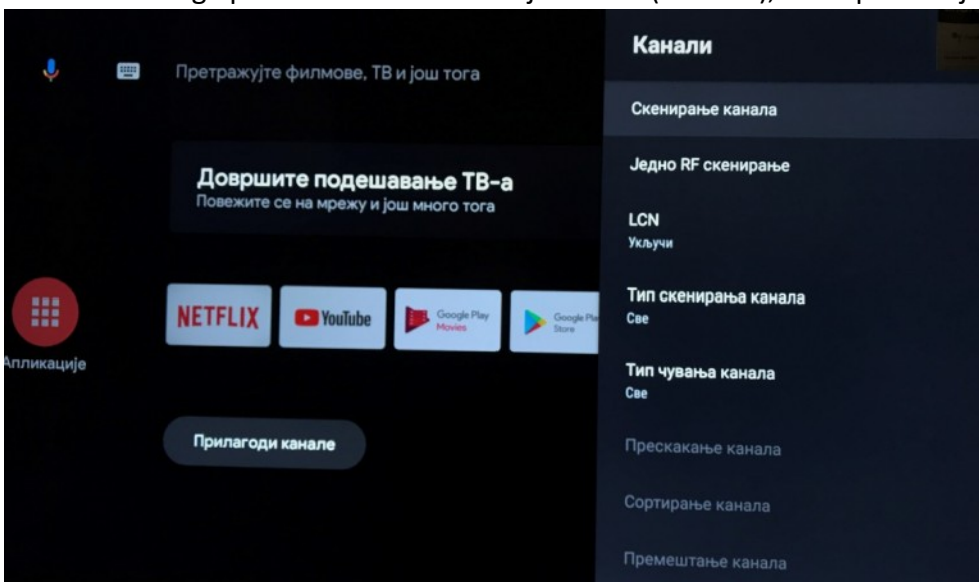 Претражујте филмове, ТВ и још тога
Довршите подешавање ТВ-а
Повежите се на мрежу и још много тога
NETFLIX
YouTube
Google Play
Movies
Google Play
Store
Апликације
Прилагоди канале
Канали
Скенирање канала
Једно RF скенирање
LCN
Укључи
Тип скенирања канала
Све
Тип чувања канала
Све
Прескакање канала
Сортирање канала
Премештање канала